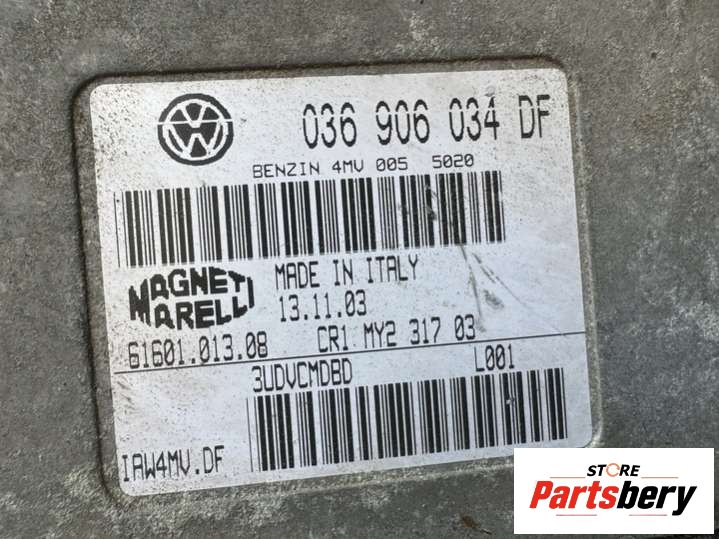 036 906 034 DF
BENZIN 4MV 005 5020
MAGNETI
MARELLI
MADE IN ITALY
13.11.03
61601.013.08 CR1 MY2 317 03
3UDVCMDBD L001
IAW4MV.DF
STORE
Partsbery